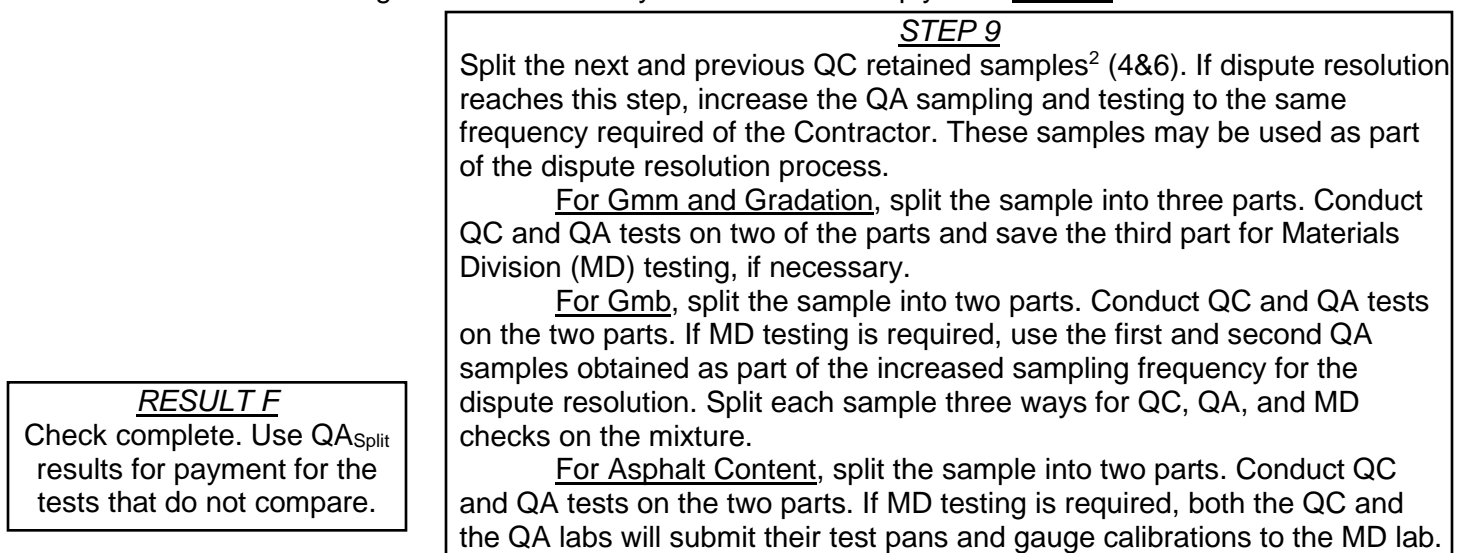 STEP 9
Split the next and previous QC retained samples² (4&6). If dispute resolution
reaches this step, increase the QA sampling and testing to the same
frequency required of the Contractor. These samples may be used as part
of the dispute resolution process.
For Gmm and Gradation, split the sample into three parts. Conduct
QC and QA tests on two of the parts and save the third part for Materials
Division (MD) testing, if necessary.
For Gmb, split the sample into two parts. Conduct QC and QA tests
on the two parts. If MD testing is required, use the first and second QA
samples obtained as part of the increased sampling frequency for the
dispute resolution. Split each sample three ways for QC, QA, and MD
checks on the mixture.
For Asphalt Content, split the sample into two parts. Conduct QC
and QA tests on the two parts. If MD testing is required, both the QC and
the QA labs will submit their test pans and gauge calibrations to the MD lab.
RESULT F
Check complete. Use QASplit
results for payment for the
tests that do not compare.